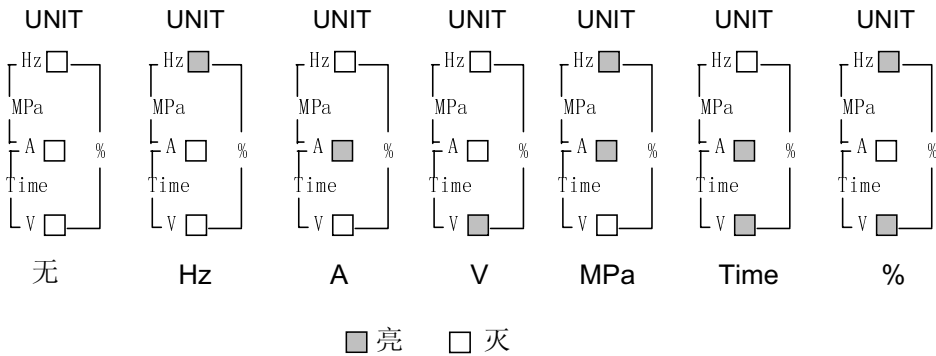 UNIT UNIT UNIT UNIT UNIT UNIT UNIT
Hz Hz Hz Hz Hz Hz Hz
MPa MPa MPa MPa MPa MPa MPa
A % A % A % A % A % A % A %
Time Time Time Time Time Time Time
V V V V V V V
无 Hz A V MPa Time %
亮 灭